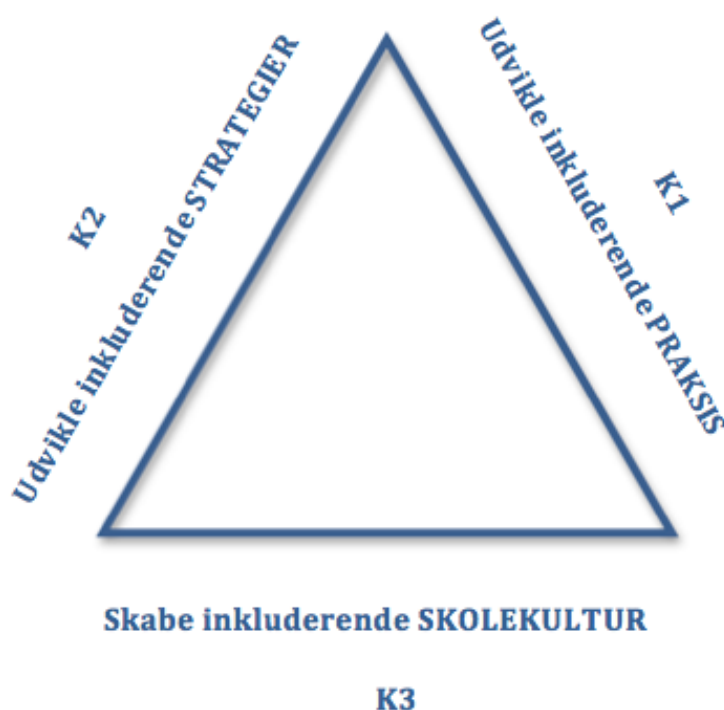 K2
Udvikle inkluderende STRATEGIER
Udvikle inkluderende PRAKSIS
K1
Skabe inkluderende SKOLEKULTUR
K3